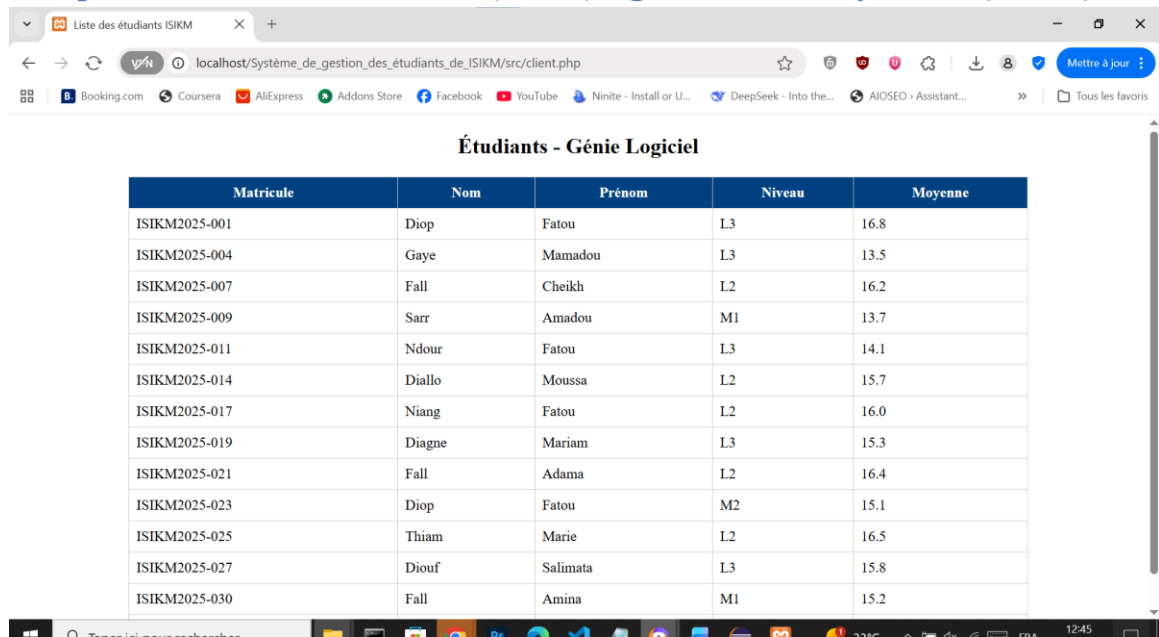 Liste des étudiants ISIKM
localhost/Système_de_gestion_des_étudiants_de_ISIKM/src/client.php
Mettre à jour
Booking.com Coursera AliExpress Addons Store Facebook YouTube Ninite - Install or U... DeepSeek - Into the... AIOSEO › Assistant... » Tous les favoris
Étudiants - Génie Logiciel
Matricule Nom Prénom Niveau Moyenne
ISIKM2025-001 Diop Fatou L3 16.8
ISIKM2025-004 Gaye Mamadou L3 13.5
ISIKM2025-007 Fall Cheikh L2 16.2
ISIKM2025-009 Sarr Amadou M1 13.7
ISIKM2025-011 Ndour Fatou L3 14.1
ISIKM2025-014 Diallo Moussa L2 15.7
ISIKM2025-017 Niang Fatou L2 16.0
ISIKM2025-019 Diagne Mariam L3 15.3
ISIKM2025-021 Fall Adama L2 16.4
ISIKM2025-023 Diop Fatou M2 15.1
ISIKM2025-025 Thiam Marie L2 16.5
ISIKM2025-027 Diouf Salimata L3 15.8
ISIKM2025-030 Fall Amina M1 15.2
12:45